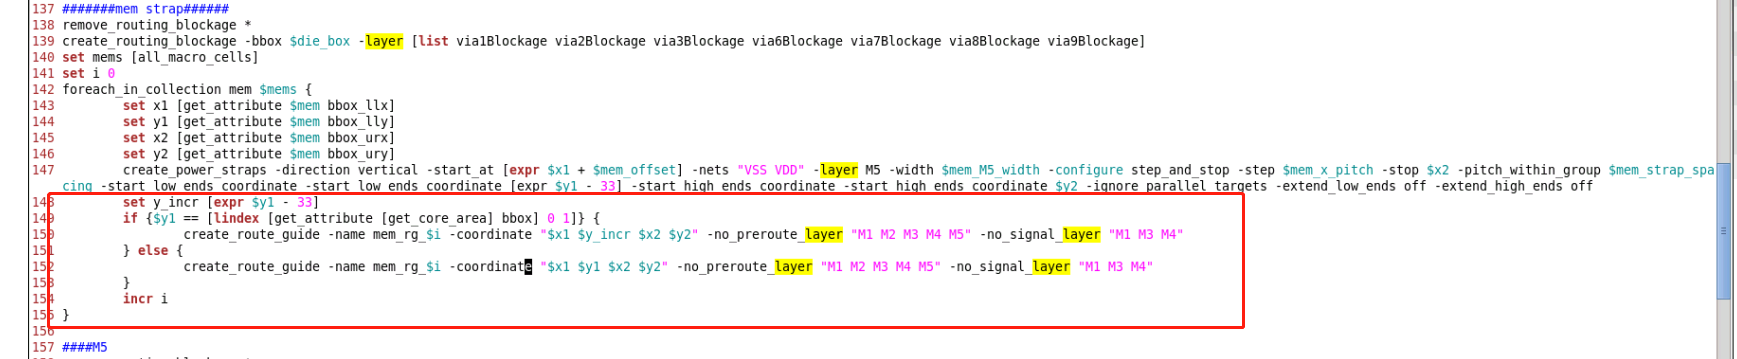 137 #######mem strap######
138 remove_routing_blockage *
139 create_routing_blockage -bbox $die_box -layer [list via1Blockage via2Blockage via3Blockage via6Blockage via7Blockage via8Blockage via9Blockage]
140 set mems [all_macro_cells]
141 set i 0
142 foreach_in_collection mem $mems {
143 set x1 [get_attribute $mem bbox_llx]
144 set y1 [get_attribute $mem bbox_lly]
145 set x2 [get_attribute $mem bbox_urx]
146 set y2 [get_attribute $mem bbox_ury]
147 create_power_straps -direction vertical -start_at [expr $x1 + $mem_offset] -nets "VSS VDD" -layer M5 -width $mem_M5_width -configure step_and_stop -step $mem_x_pitch -stop $x2 -pitch_within_group $mem_strap_spa
cing -start_low_ends coordinate -start_low_ends_coordinate [expr $y1 - 33] -start_high_ends coordinate -start_high_ends_coordinate $y2 -ignore_parallel_targets -extend_low_ends off -extend_high_ends off
148 set y_incr [expr $y1 - 33]
149 if {$y1 == [lindex [get_attribute [get_core_area] bbox] 0 1]} {
150 create_route_guide -name mem_rg_$i -coordinate "$x1 $y_incr $x2 $y2" -no_preroute_layer "M1 M2 M3 M4 M5" -no_signal_layer "M1 M3 M4"
151 } else {
152 create_route_guide -name mem_rg_$i -coordinate "$x1 $y1 $x2 $y2" -no_preroute_layer "M1 M2 M3 M4 M5" -no_signal_layer "M1 M3 M4"
153 }
154 incr i
155 }
156
157 ####M5